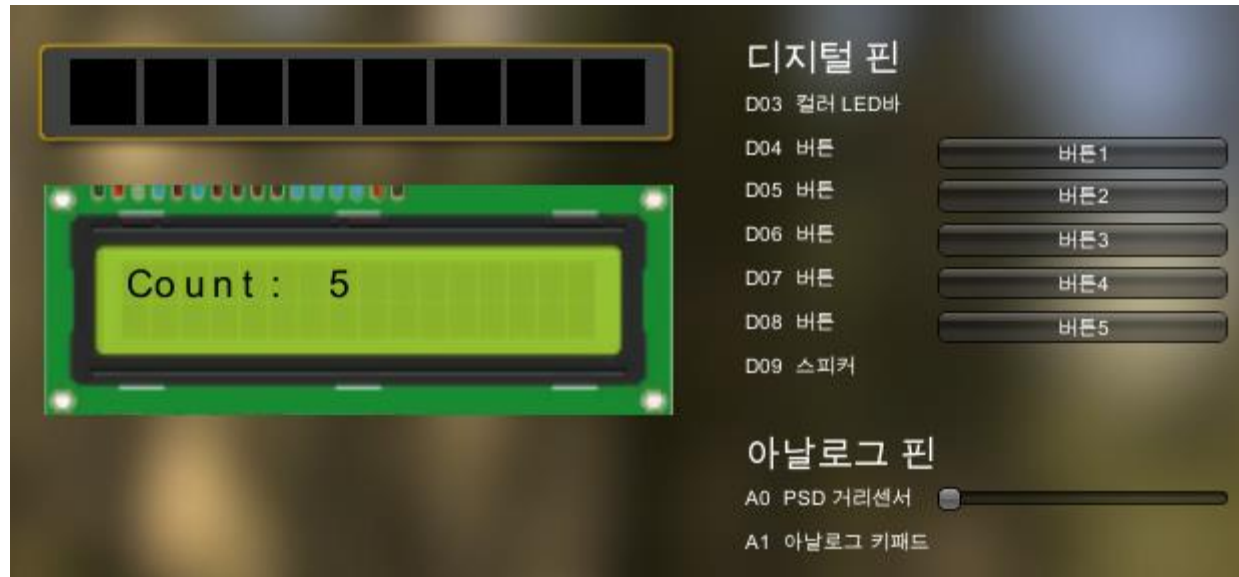 Count: 5
디지털 핀
D03 컬러 LED바
D04 버튼 버튼1
D05 버튼 버튼2
D06 버튼 버튼3
D07 버튼 버튼4
D08 버튼 버튼5
D09 스피커
아날로그 핀
A0 PSD 거리센서
A1 아날로그 키패드